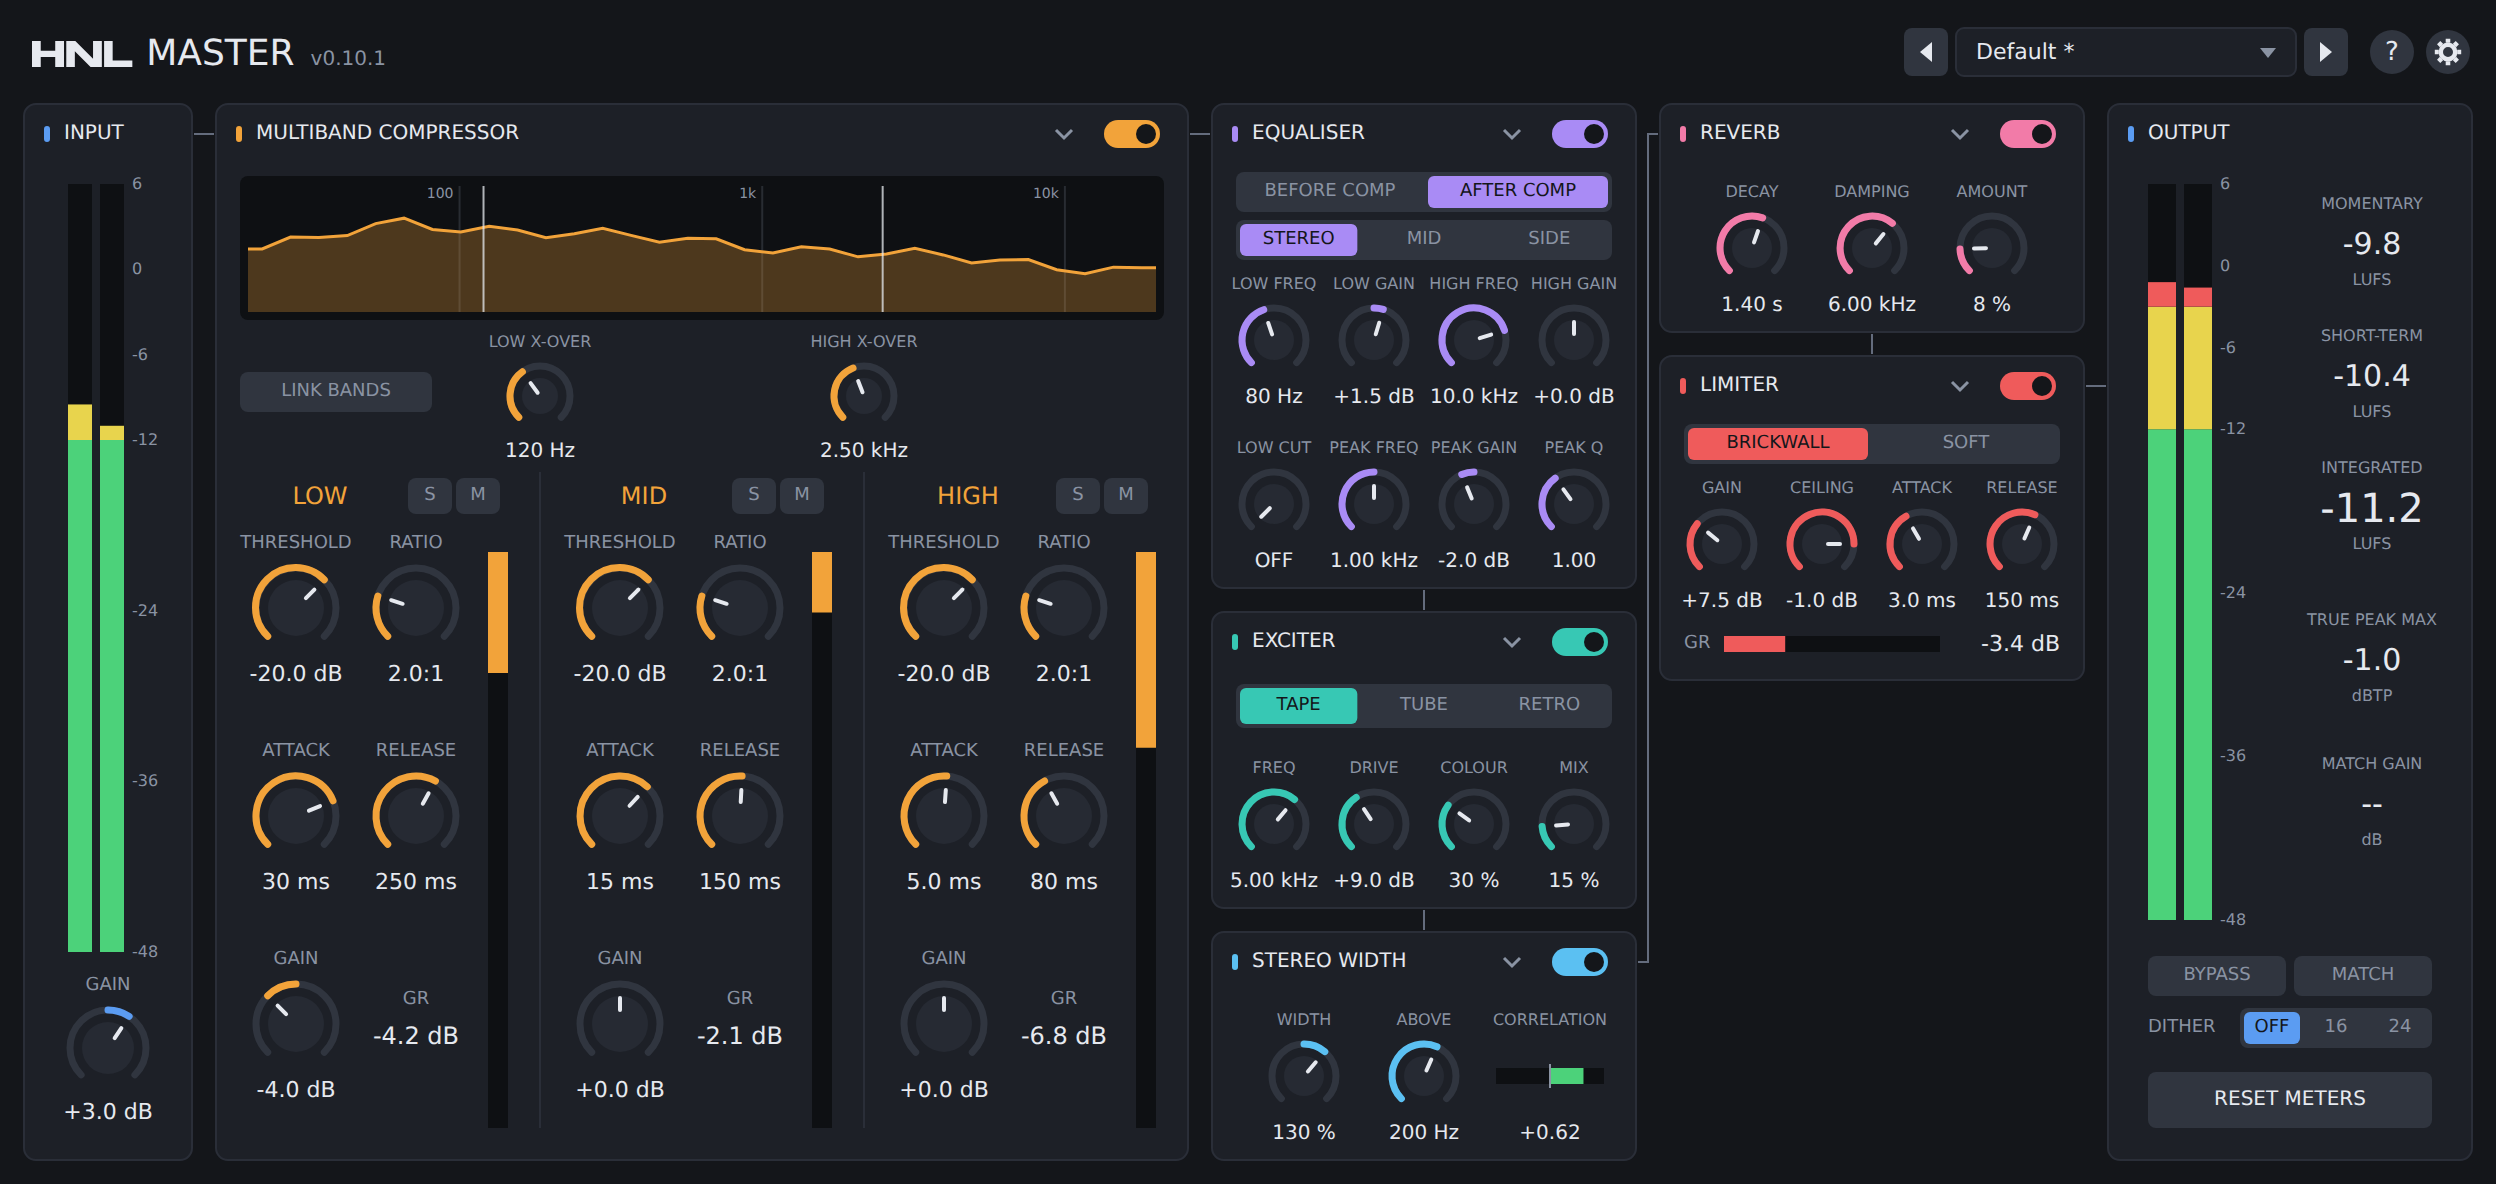 HNL MASTER v0.10.1
Default *
?
INPUT
6
0
-6
-12
-24
-36
-48
GAIN
+3.0 dB
MULTIBAND COMPRESSOR
100 1k 10k
LOW X-OVER HIGH X-OVER
LINK BANDS
120 Hz 2.50 kHz
LOW S M MID S M HIGH S M
THRESHOLD RATIO THRESHOLD RATIO THRESHOLD RATIO
-20.0 dB 2.0:1 -20.0 dB 2.0:1 -20.0 dB 2.0:1
ATTACK RELEASE ATTACK RELEASE ATTACK RELEASE
30 ms 250 ms 15 ms 150 ms 5.0 ms 80 ms
GAIN GAIN GAIN
GR GR GR
-4.2 dB -2.1 dB -6.8 dB
-4.0 dB +0.0 dB +0.0 dB
EQUALISER
BEFORE COMP AFTER COMP
STEREO MID SIDE
LOW FREQ LOW GAIN HIGH FREQ HIGH GAIN
80 Hz +1.5 dB 10.0 kHz +0.0 dB
LOW CUT PEAK FREQ PEAK GAIN PEAK Q
OFF 1.00 kHz -2.0 dB 1.00
EXCITER
TAPE TUBE RETRO
FREQ DRIVE COLOUR MIX
5.00 kHz +9.0 dB 30 % 15 %
STEREO WIDTH
WIDTH ABOVE CORRELATION
130 % 200 Hz +0.62
REVERB
DECAY DAMPING AMOUNT
1.40 s 6.00 kHz 8 %
LIMITER
BRICKWALL SOFT
GAIN CEILING ATTACK RELEASE
+7.5 dB -1.0 dB 3.0 ms 150 ms
GR -3.4 dB
OUTPUT
6
0
-6
-12
-24
-36
-48
MOMENTARY
-9.8
LUFS
SHORT-TERM
-10.4
LUFS
INTEGRATED
-11.2
LUFS
TRUE PEAK MAX
-1.0
dBTP
MATCH GAIN
--
dB
BYPASS MATCH
DITHER OFF 16 24
RESET METERS